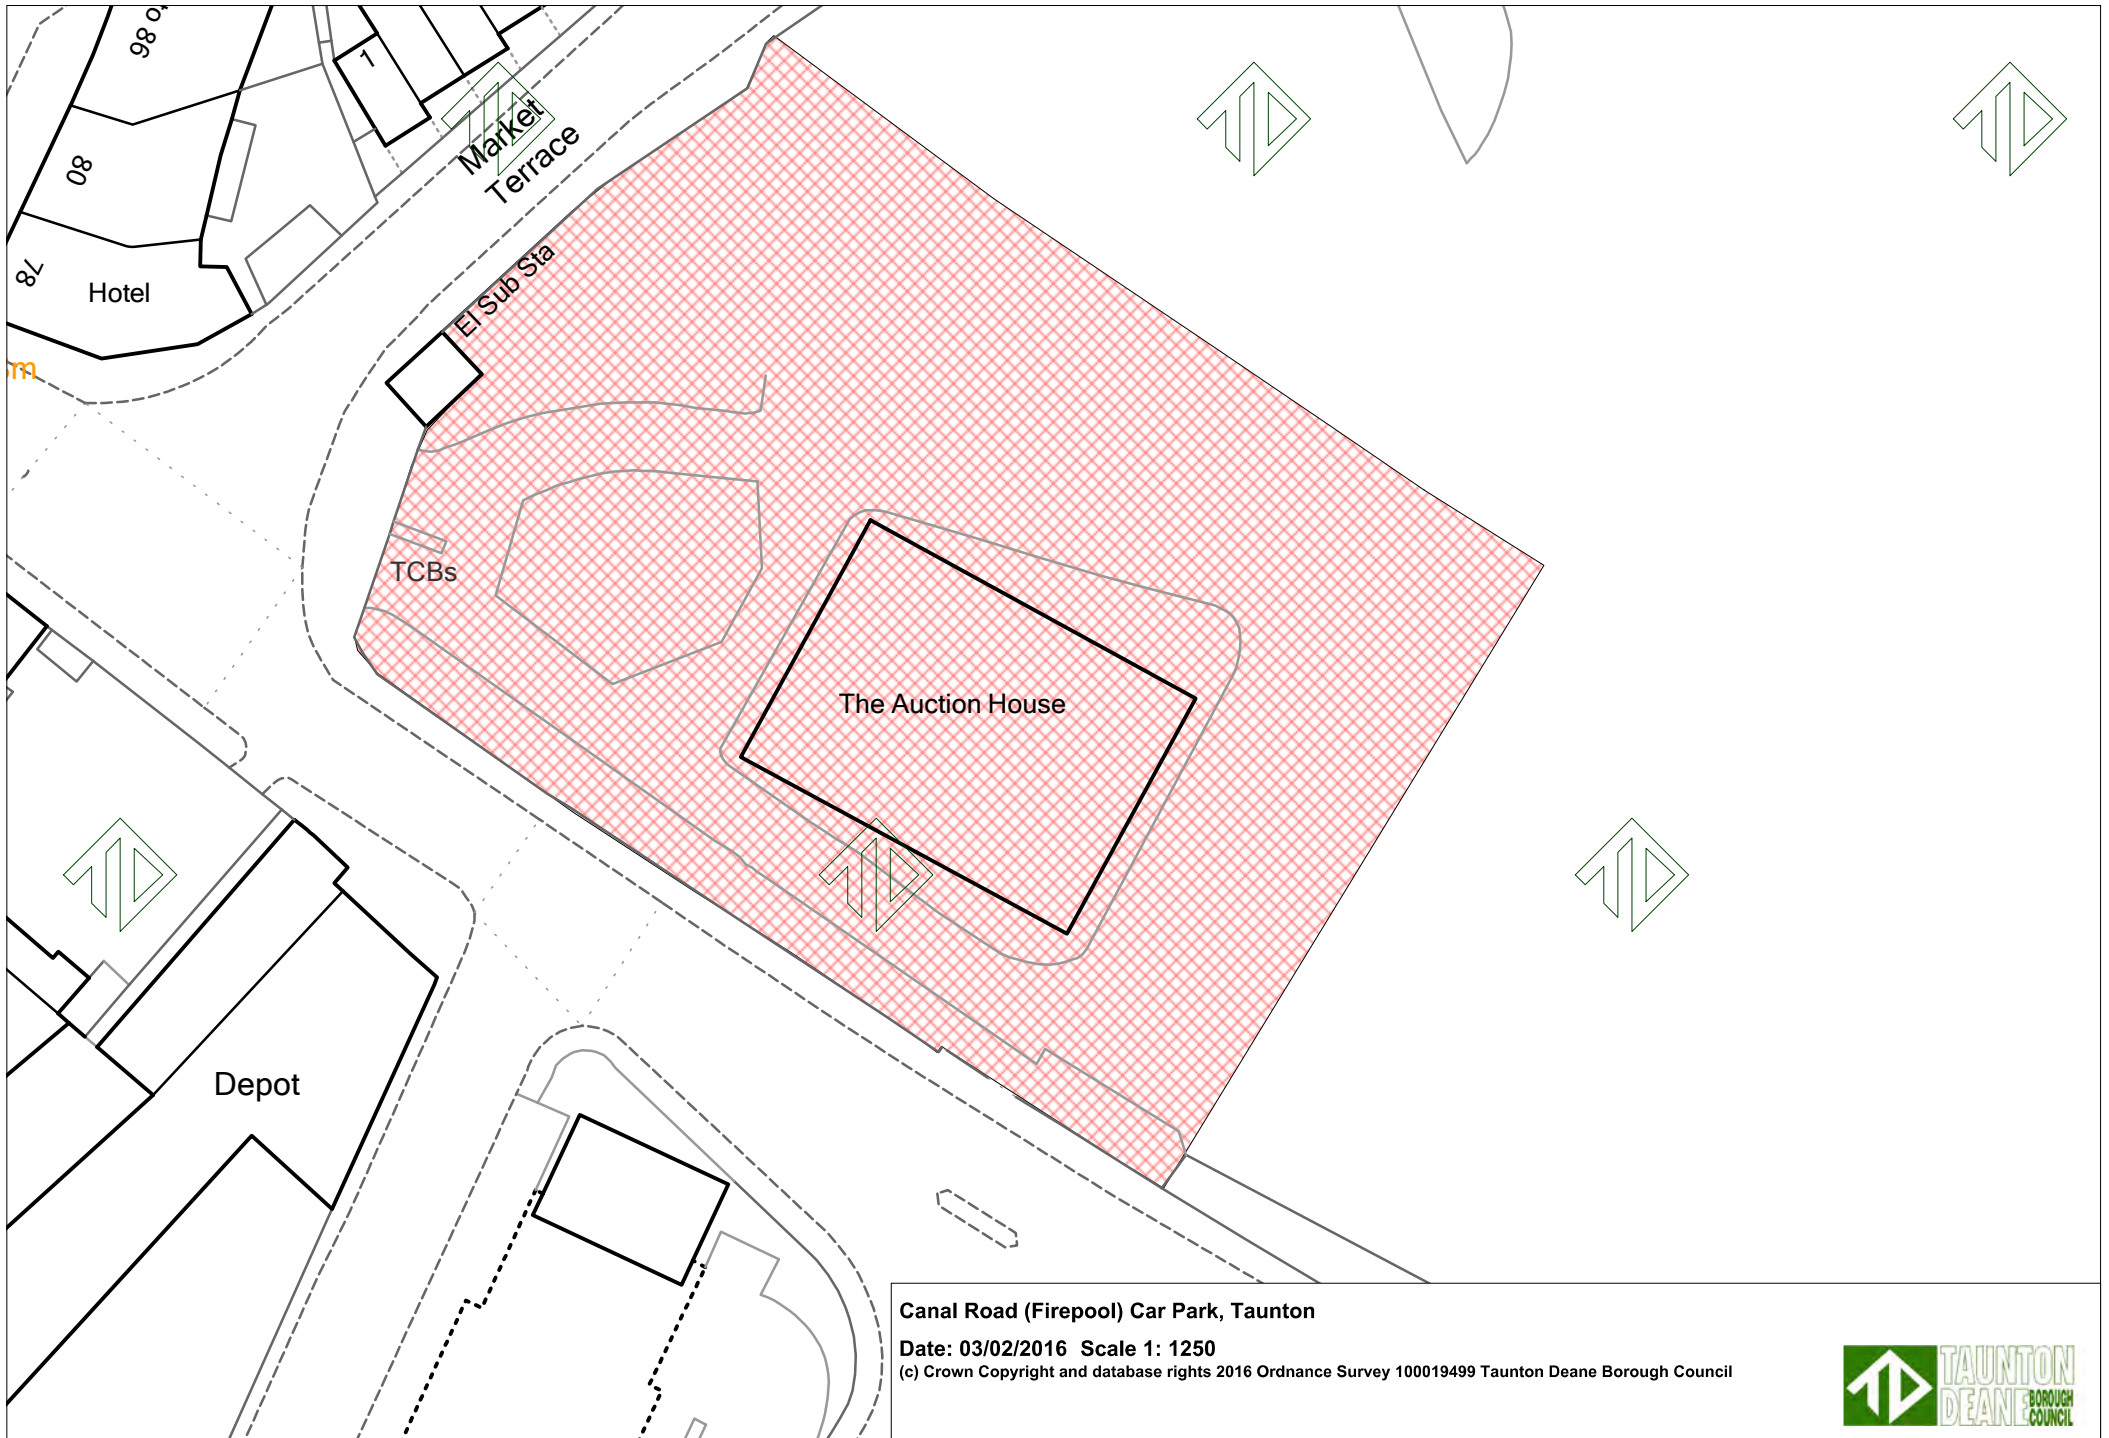 98 to
1
80
78
Hotel
Market
Terrace
El Sub Sta
TCBs
The Auction House
Depot
Canal Road (Firepool) Car Park, Taunton
Date: 03/02/2016 Scale 1: 1250
(c) Crown Copyright and database rights 2016 Ordnance Survey 100019499 Taunton Deane Borough Council
TAUNTON
DEANE BOROUGH
COUNCIL